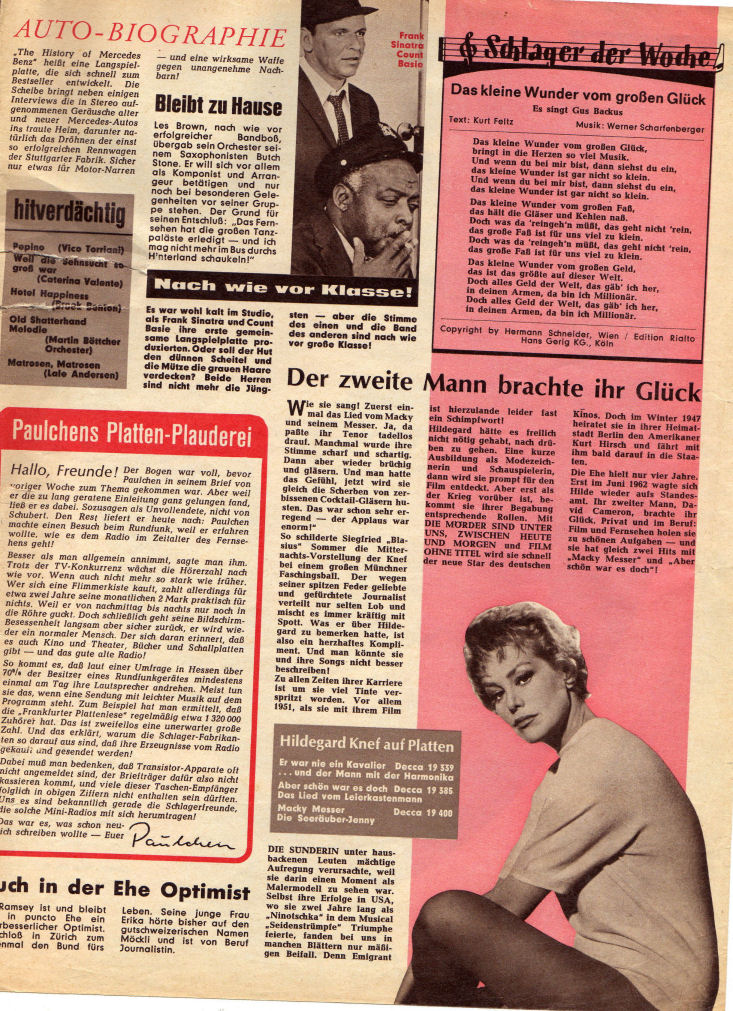 AUTO-BIOGRAPHIE
„The History of Mercedes
Benz“ heißt eine Langspiel-
platte, die sich schnell zum
Bestseller entwickelt. Die
Scheibe bringt neben einigen
Interviews die in Stereo auf-
genommenen Geräusche alter
und neuer Mercedes-Autos
ins traute Heim, darunter na-
türlich das Dröhnen der einst
so erfolgreichen Rennwagen
der Stuttgarter Fabrik. Sicher
nur etwas für Motor-Narren
— und eine wirksame Waffe
gegen unangenehme Nach-
barn!
Bleibt zu Hause
Les Brown, nach wie vor
erfolgreicher Bandboß,
übergab sein Orchester sei-
nem Saxophonisten Butch
Stone. Er will sich vor allem
als Komponist und Arran-
geur betätigen und nur
noch bei besonderen Gele-
genheiten vor seiner Grup-
pe stehen. Der Grund für
seinen Entschluß: „Das Fern-
sehen hat die großen Tanz-
paläste erledigt — und ich
mag nicht mehr im Bus durchs
H'nterland schaukeln!“
hitverdächtig
Pepino (Vico Torriani)
Weil die Sehnsucht so
groß war
(Caterina Valente)
Hotel Happiness
(Brook Benton)
Old Shatterhand
Melodie
(Martin Böttcher
Orchester)
Matrosen, Matrosen
(Lale Andersen)
Frank
Sinatra
Count
Basie
Nach wie vor Klasse!
Es war wohl kalt im Studio,
als Frank Sinatra und Count
Basie ihre erste gemein-
same Langspielplatte pro-
duzierten. Oder soll der Hut
den dünnen Scheitel und
die Mütze die grauen Haare
verdecken? Beide Herren
sind nicht mehr die Jüng-
sten — aber die Stimme
des einen und die Band
des anderen sind nach wie
vor große Klasse!
Schlager der Woche
Das kleine Wunder vom großen Glück
Es singt Gus Backus
Text: Kurt Feltz
Musik: Werner Scharfenberger
Das kleine Wunder vom großen Glück,
bringt in die Herzen so viel Musik.
Und wenn du bei mir bist, dann siehst du ein,
das kleine Wunder ist gar nicht so klein.
Und wenn du bei mir bist, dann siehst du ein,
das kleine Wunder ist gar nicht so klein.
Das kleine Wunder vom großen Faß,
das hält die Gläser und Kehlen naß.
Doch was da 'reingeh'n müßt, das geht nicht 'rein,
das große Faß ist für uns viel zu klein.
Doch was da 'reingeh'n müßt, das geht nicht 'rein,
das große Faß ist für uns viel zu klein.
Das kleine Wunder vom großen Geld,
das ist das größte auf dieser Welt.
Doch alles Geld der Welt, das gäb' ich her,
in deinen Armen, da bin ich Millionär.
Doch alles Geld der Welt, das gäb' ich her,
in deinen Armen, da bin ich Millionär.
Copyright by Hermann Schneider, Wien / Edition Rialto
Hans Gerig KG., Köln
Paulchens Platten-Plauderei
Hallo, Freunde! Der Bogen war voll, bevor
Paulchen in seinem Brief von
voriger Woche zum Thema gekommen war. Aber weil
er die zu lang geratene Einleitung ganz gelungen fand,
ließ er es dabei. Sozusagen als Unvollendete, nicht von
Schubert. Den Rest liefert er heute nach: Paulchen
machte einen Besuch beim Rundfunk, weil er erfahren
wollte, wie es dem Radio im Zeitalter des Fernse-
hens geht!
Besser als man allgemein annimmt, sagte man ihm.
Trotz der TV-Konkurrenz wächst die Hörerzahl nach
wie vor. Wenn auch nicht mehr so stark wie früher.
Wer sich eine Flimmerkiste kauft, zahlt allerdings für
etwa zwei Jahre seine monatlichen 2 Mark praktisch für
nichts. Weil er von nachmittag bis nachts nur noch in
die Röhre guckt. Doch schließlich geht seine Bildschirm-
Besessenheit langsam aber sicher zurück, er wird wie-
der ein normaler Mensch. Der sich daran erinnert, daß
es auch Kino und Theater, Bücher und Schallplatten
gibt — und das gute alte Radio!
So kommt es, daß laut einer Umfrage in Hessen über
70% der Besitzer eines Rundfunkgerätes mindestens
einmal am Tag ihre Lautsprecher andrehen. Meist tun
sie das, wenn eine Sendung mit leichter Musik auf dem
Programm steht. Zum Beispiel hat man ermittelt, daß
die „Frankfurter Plattenlese“ regelmäßig etwa 1 320 000
Zuhörer hat. Das ist zweifellos eine unerwartet große
Zahl. Und das erklärt, warum die Schlager-Fabrikan-
ten so darauf aus sind, daß ihre Erzeugnisse vom Radio
gekauft und gesendet werden!
Dabei muß man bedenken, daß Transistor-Apparate oft
nicht angemeldet sind, der Briefträger dafür also nicht
kassieren kommt, und viele dieser Taschen-Empfänger
folglich in obigen Ziffern nicht enthalten sein dürften.
Uns es sind bekanntlich gerade die Schlagerfreunde,
die solche Mini-Radios mit sich herumtragen!
Das war es, was schon neu-
lich schreiben wollte — Euer Paulchen
uch in der Ehe Optimist
Ramsey ist und bleibt
in puncto Ehe ein
rbesserlicher Optimist.
chloß in Zürich zum
nmal den Bund fürs
Leben. Seine junge Frau
Erika hörte bisher auf den
gutschweizerischen Namen
Möckli und ist von Beruf
Journalistin.
Der zweite Mann brachte ihr Glück
Wie sie sang! Zuerst ein-
mal das Lied vom Macky
und seinem Messer. Ja, da
paßte ihr Tenor tadellos
drauf. Manchmal wurde ihre
Stimme scharf und schartig.
Dann aber wieder brüchig
und gläsern. Und man hatte
das Gefühl, jetzt wird sie
gleich die Scherben von zer-
bissenen Cocktail-Gläsern hu-
sten. Das war schon sehr er-
regend — der Applaus war
enorm!“
So schilderte Siegfried „Bla-
sius“ Sommer die Mitter-
nachts-Vorstellung der Knef
bei einem großen Münchner
Faschingsball. Der wegen
seiner spitzen Feder geliebte
und gefürchtete Journalist
verteilt nur selten Lob und
mischt es immer kräftig mit
Spott. Was er über Hilde-
gard zu bemerken hatte, ist
also ein herzhaftes Kompli-
ment. Und man könnte sie
und ihre Songs nicht besser
beschreiben!
Zu allen Zeiten ihrer Karriere
ist um sie viel Tinte ver-
spritzt worden. Vor allem
1951, als sie mit ihrem Film
Hildegard Knef auf Platten
Er war nie ein Kavalier Decca 19 539
. . . und der Mann mit der Harmonika
Aber schön war es doch Decca 19 385
Das Lied vom Leierkastenmann
Macky Messer Decca 19 400
Die Seeräuber-Jenny
DIE SUNDERIN unter haus-
backenen Leuten mächtige
Aufregung verursachte, weil
sie darin einen Moment als
Malermodell zu sehen war.
Selbst ihre Erfolge in USA,
wo sie zwei Jahre lang als
„Ninotschka“ in dem Musical
„Seidenstrümpfe“ Triumphe
feierte, fanden bei uns in
manchen Blättern nur mäßi-
gen Beifall. Denn Emigrant
ist hierzulande leider fast
ein Schimpfwort!
Hildegard hätte es freilich
nicht nötig gehabt, nach drü-
ben zu gehen. Eine kurze
Ausbildung als Modezeich-
nerin und Schauspielerin,
dann wird sie prompt für den
Film entdeckt. Aber erst als
der Krieg vorüber ist, be-
kommt sie ihrer Begabung
entsprechende Rollen. Mit
DIE MÖRDER SIND UNTER
UNS, ZWISCHEN HEUTE
UND MORGEN und FILM
OHNE TITEL wird sie schnell
der neue Star des deutschen
Kinos. Doch im Winter 1947
heiratet sie in ihrer Heimat-
stadt Berlin den Amerikaner
Kurt Hirsch und fährt mit
ihm bald darauf in die Staa-
ten.
Die Ehe hielt nur vier Jahre.
Erst im Juni 1962 wagte sich
Hilde wieder aufs Standes-
amt. Ihr zweiter Mann, Da-
vid Cameron, brachte ihr
Glück, Privat und im Beruf:
Film und Fernsehen holen sie
zu schönen Aufgaben — und
sie hat gleich zwei Hits mit
„Macky Messer“ und „Aber
schön war es doch“!